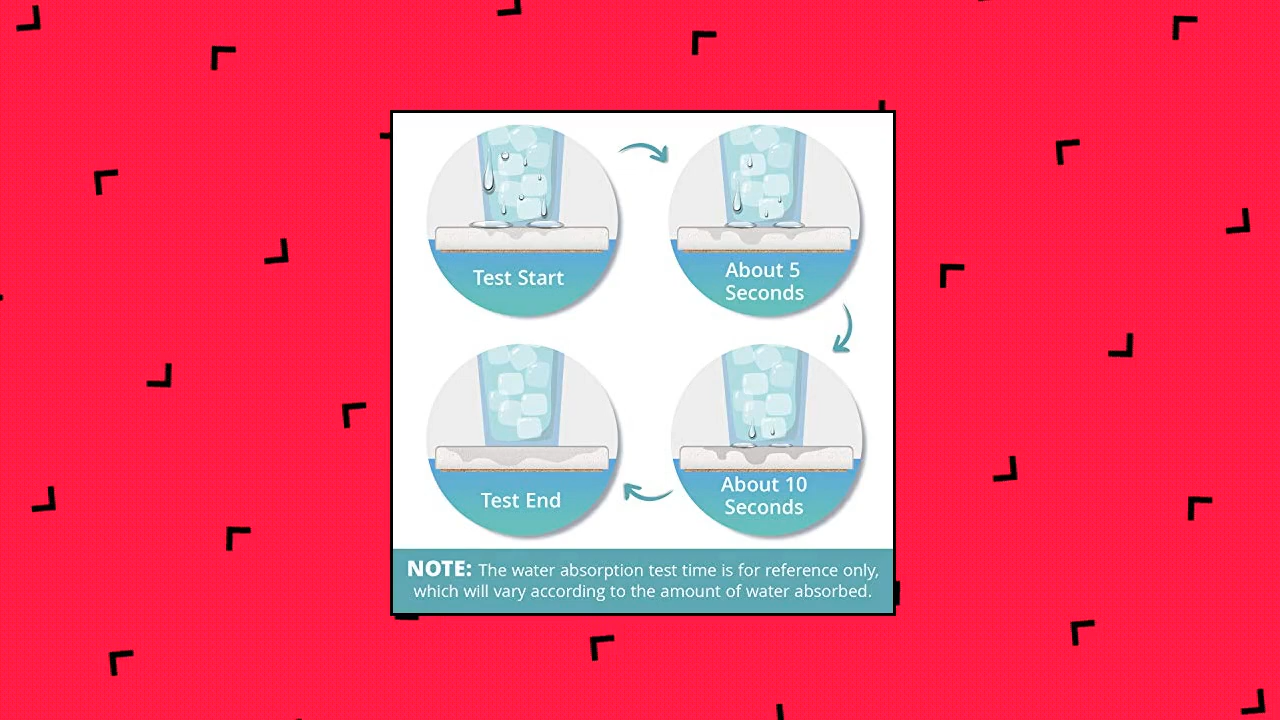 Test Start
About 5
Seconds
About 10
Seconds
Test End
NOTE: The water absorption test time is for reference only,
which will vary according to the amount of water absorbed.